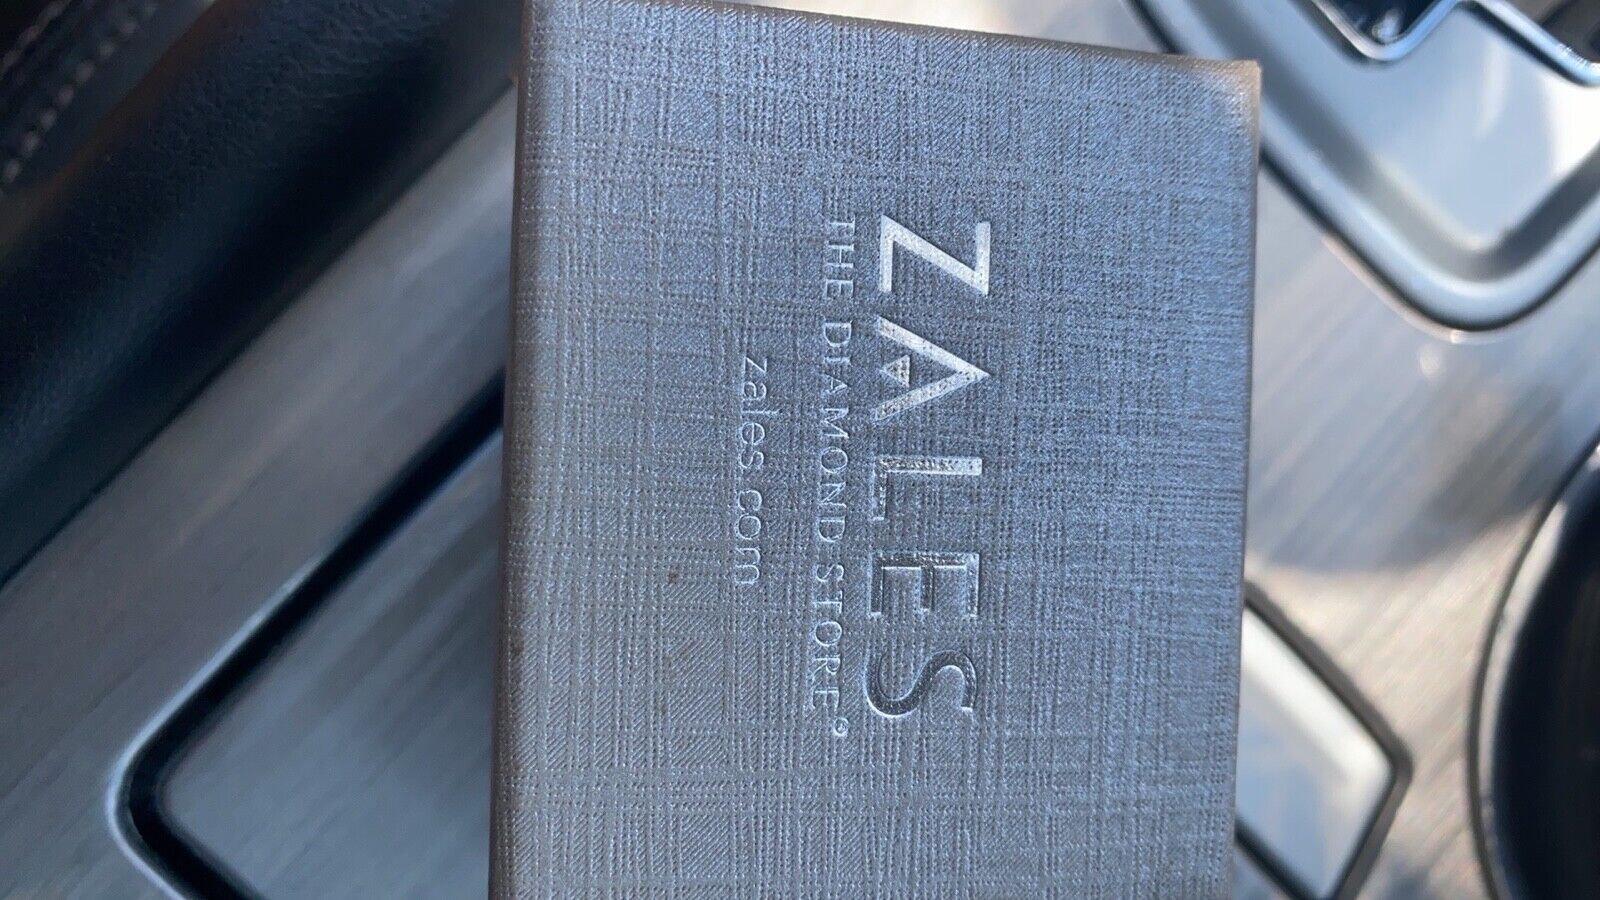 ZALES
THE DIAMOND STORE®
zales.com